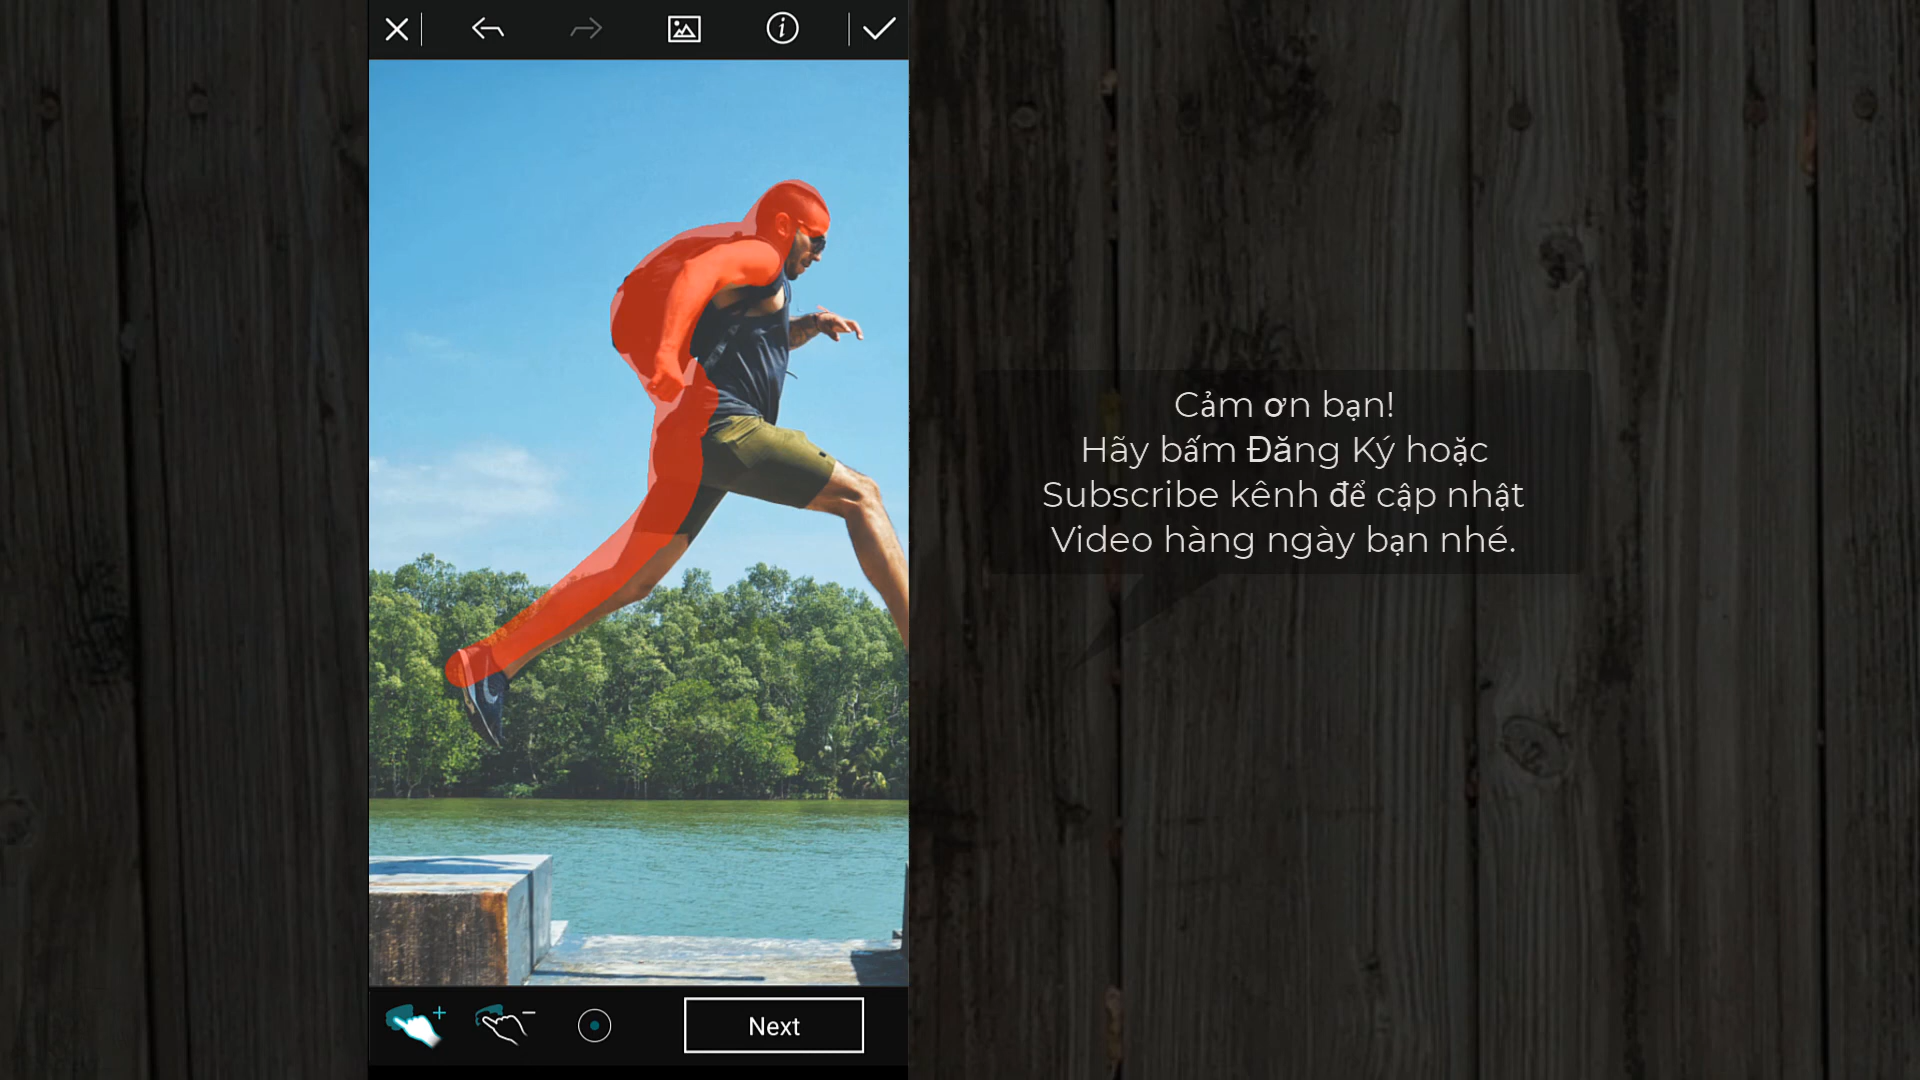 Cảm ơn bạn!
Hãy bấm Đăng Ký hoặc
Subscribe kênh để cập nhật
Video hàng ngày bạn nhé.
Next